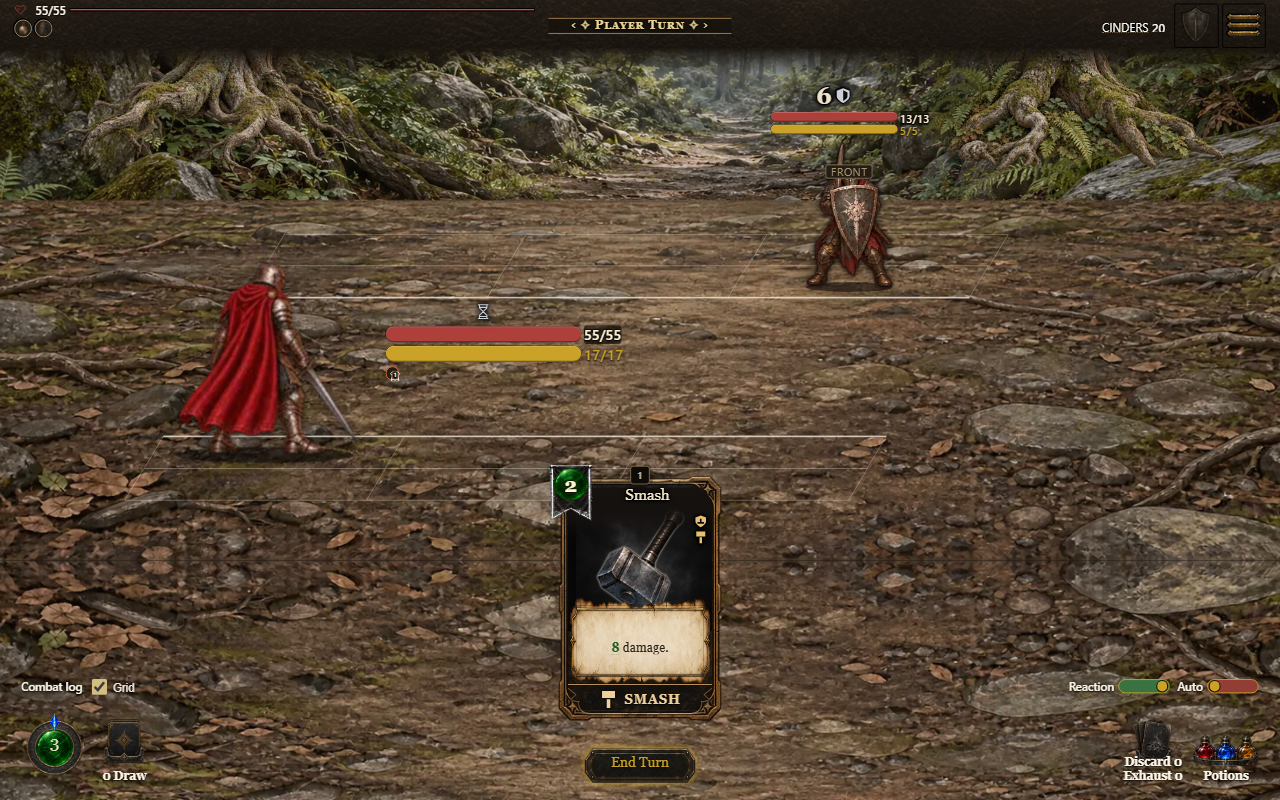 55/55
‹ ✧ PLAYER TURN ✧ ›
CINDERS 20
6
13/13
5/5
FRONT
55/55
17/17
1
2
1
Smash
8 damage.
SMASH
Combat log
Grid
Reaction
Auto
3
0 Draw
End Turn
Discard 0
Exhaust 0
Potions